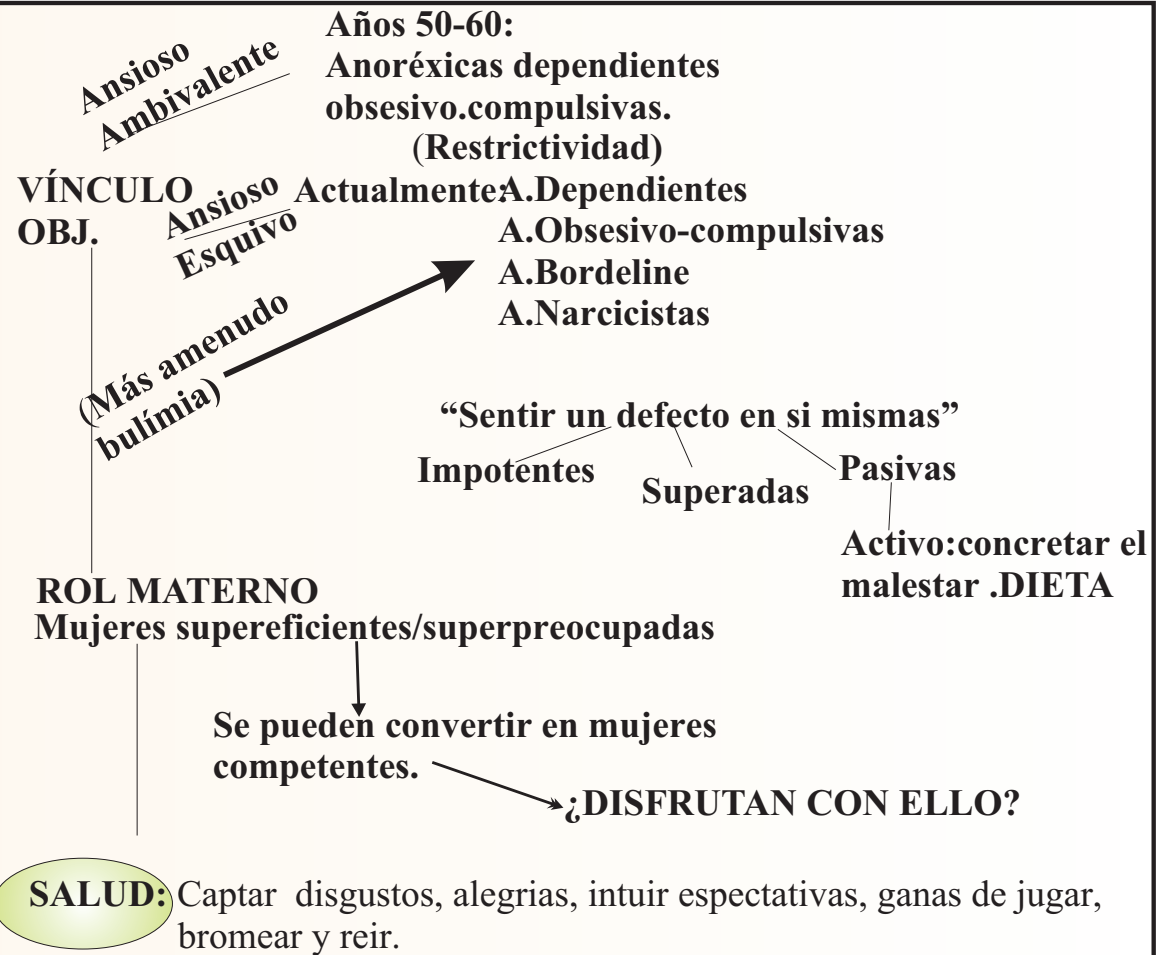 Años 50-60:
Ansioso
Ambivalente
Anoréxicas dependientes
obsesivo.compulsivas.
(Restrictividad)
VÍNCULO
OBJ.
Ansioso
Esquivo
Actualmente:A.Dependientes
A.Obsesivo-compulsivas
A.Bordeline
A.Narcicistas
(Más amenudo
bulímia)
“Sentir un defecto en si mismas”
Impotentes
Superadas
Pasivas
Activo:concretar el
malestar .DIETA
ROL MATERNO
Mujeres supereficientes/superpreocupadas
Se pueden convertir en mujeres
competentes.
¿DISFRUTAN CON ELLO?
SALUD: Captar disgustos, alegrias, intuir espectativas, ganas de jugar,
bromear y reir.